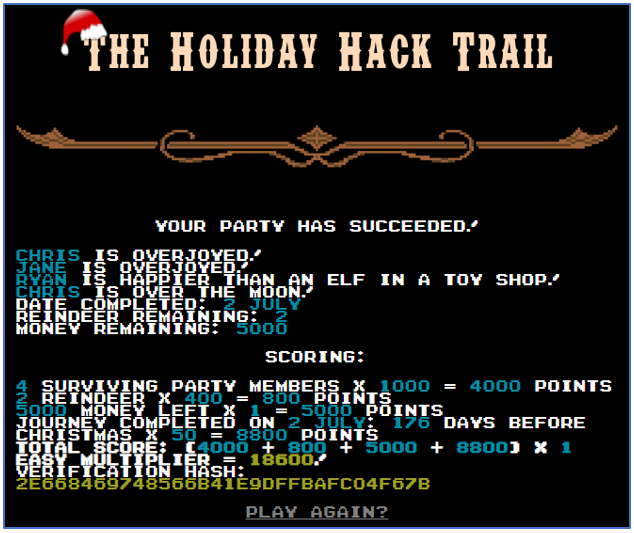 THE HOLIDAY HACK TRAIL
YOUR PARTY HAS SUCCEEDED!
CHRIS IS OVERJOYED!
JANE IS OVERJOYED!
RYAN IS HAPPIER THAN AN ELF IN A TOY SHOP!
CHRIS IS OVER THE MOON!
DATE COMPLETED: 2 JULY
REINDEER REMAINING: 2
MONEY REMAINING: 5000
SCORING:
4 SURVIVING PARTY MEMBERS X 1000 = 4000 POINTS
2 REINDEER X 400 = 800 POINTS
5000 MONEY LEFT X 1 = 5000 POINTS
JOURNEY COMPLETED ON 2 JULY: 176 DAYS BEFORE
CHRISTMAS X 50 = 8800 POINTS
TOTAL SCORE: (4000 + 800 + 5000 + 8800) X 1
EASY MULTIPLIER = 18600!
VERIFICATION HASH:
2E668469748566B41E9DFFBAFC04F67B
PLAY AGAIN?